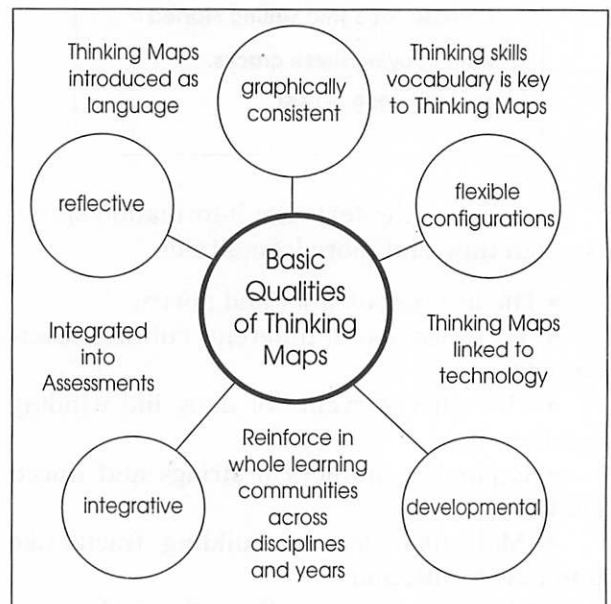 Thinking Maps
introduced as
language
graphically
consistent
Thinking skills
vocabulary is key
to Thinking Maps
reflective
flexible
configurations
Basic
Qualities
of Thinking
Maps
Integrated
into
Assessments
Thinking Maps
linked to
technology
integrative
Reinforce in
whole learning
communities
across
disciplines
and years
developmental